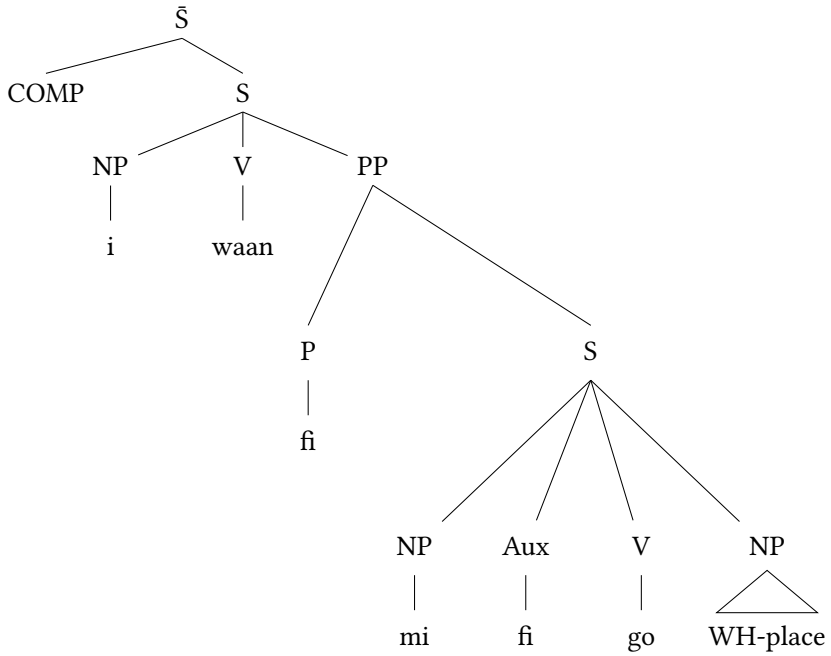 S̄
COMP S
NP V PP
i waan
P S
fi
NP Aux V NP
mi fi go WH-place